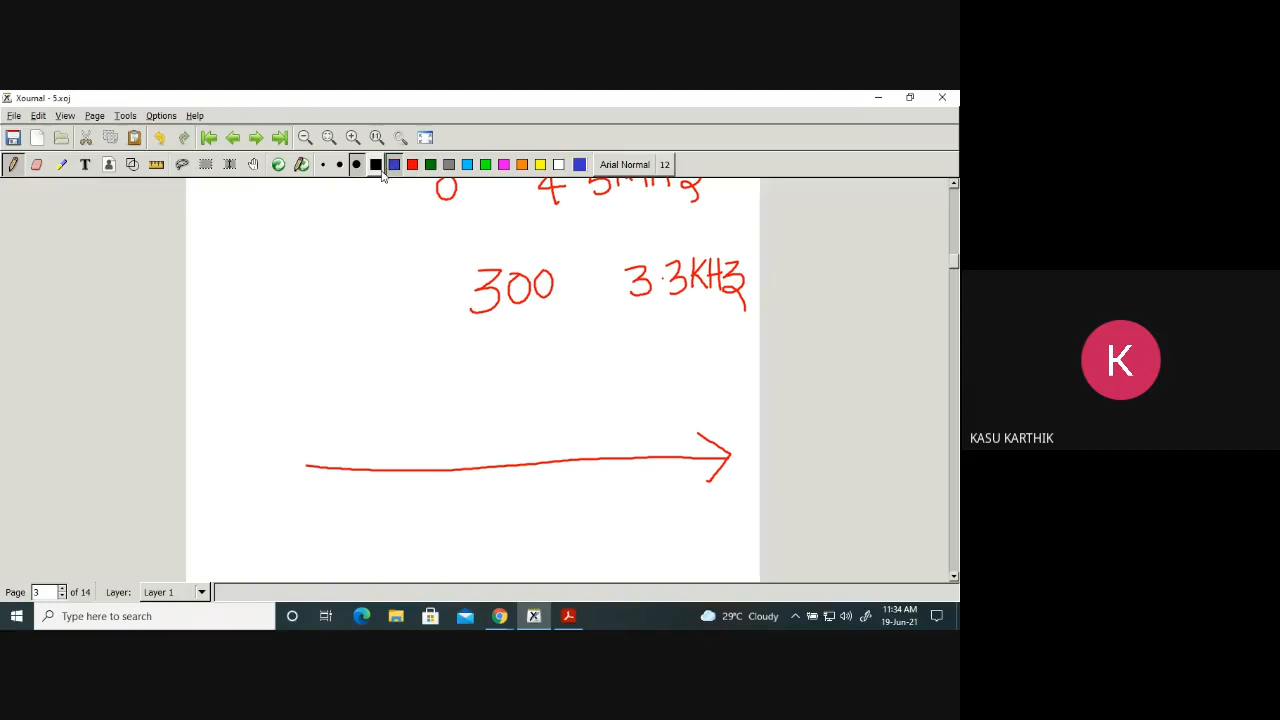 Xournal - 5.xoj
File Edit View Page Tools Options Help
T Arial Normal 12
0 4
300 3.3KHz
K
KASU KARTHIK
Page 3 of 14 Layer: Layer 1
Type here to search 29°C Cloudy 11:34 AM
19-Jun-21